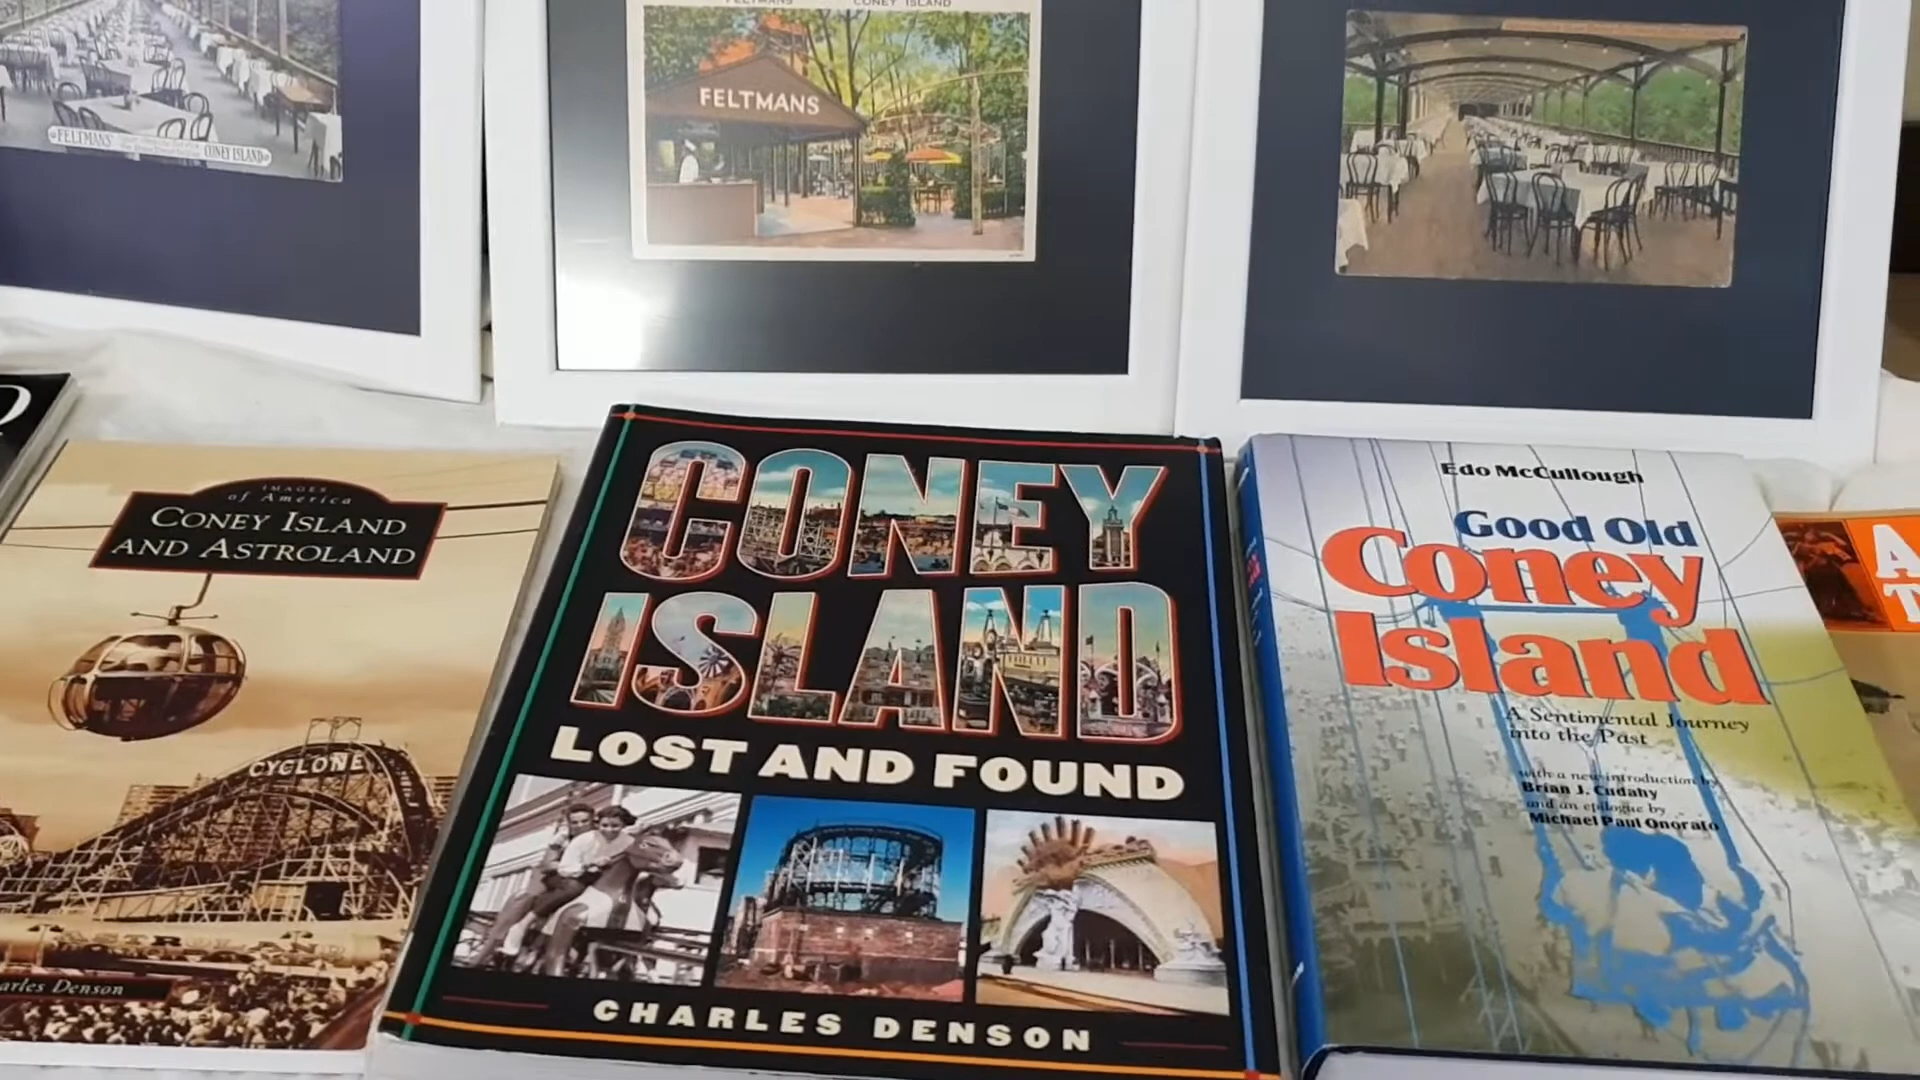 FELTMANS CONEY ISLAND
FELTMANS
FELTMANS
CONEY ISLAND
IMAGES
of America
CONEY ISLAND
AND ASTROLAND
CYCLONE
arles Denson
CONEY
ISLAND
LOST AND FOUND
CHARLES DENSON
Edo McCullough
Good Old
Coney
Island
A Sentimental Journey
into the Past
with a new introduction by
Brian J. Cudahy
and an epilogue by
Michael Paul Onorato